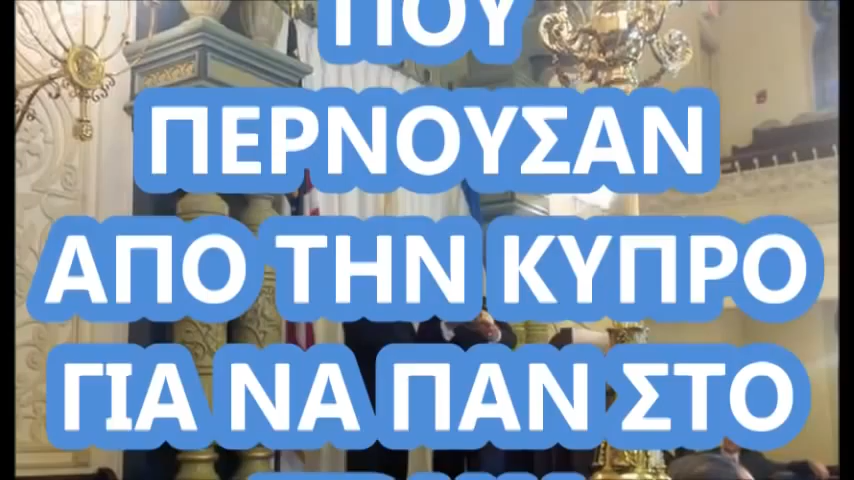 ΠΟΥ
ΠΕΡΝΟΥΣΑΝ
ΑΠΟ ΤΗΝ ΚΥΠΡΟ
ΓΙΑ ΝΑ ΠΑΝ ΣΤΟ